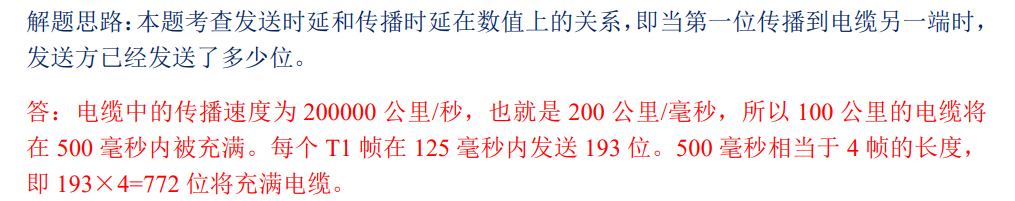 解题思路：本题考查发送时延和传播时延在数值上的关系，即当第一位传播到电缆另一端时，
发送方已经发送了多少位。
答：电缆中的传播速度为 200000 公里/秒，也就是 200 公里/毫秒，所以 100 公里的电缆将
在 500 毫秒内被充满。每个 T1 帧在 125 毫秒内发送 193 位。500 毫秒相当于 4 帧的长度，
即 193×4=772 位将充满电缆。